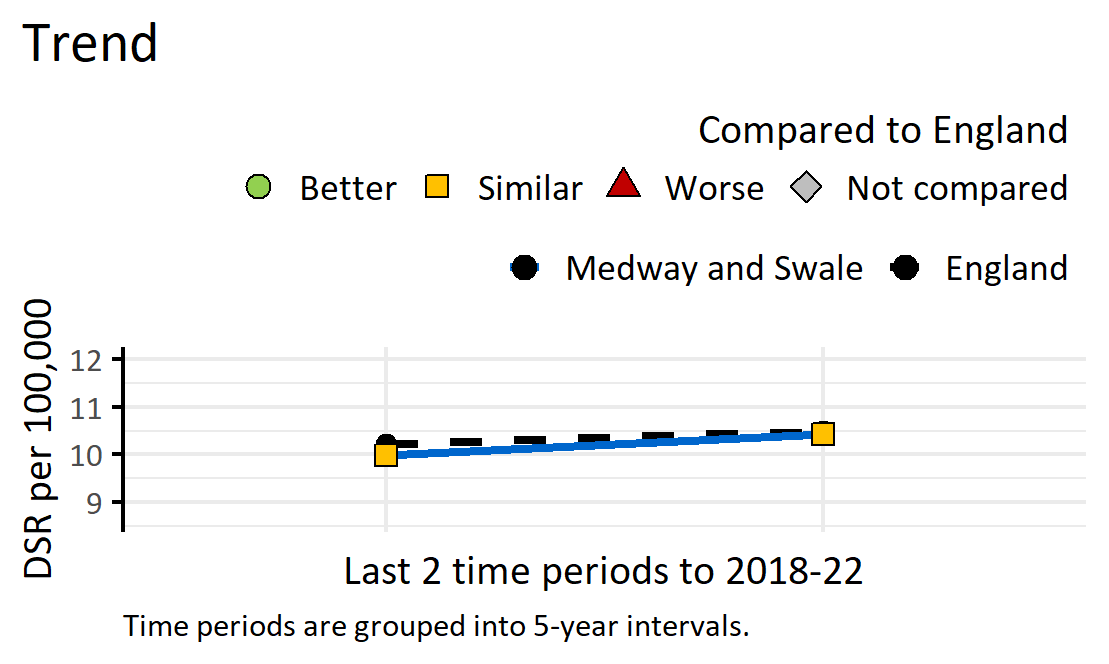 Trend
Compared to England
Better Similar Worse Not compared
Medway and Swale England
DSR per 100,000
12
11
10
9
Last 2 time periods to 2018-22
Time periods are grouped into 5-year intervals.